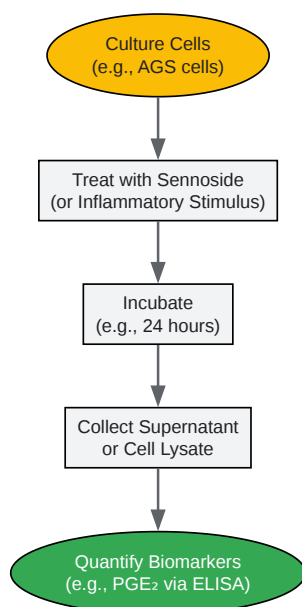 Culture Cells
(e.g., AGS cells)
Treat with Sennoside
(or Inflammatory Stimulus)
Incubate
(e.g., 24 hours)
Collect Supernatant
or Cell Lysate
Quantify Biomarkers
(e.g., PGE₂ via ELISA)